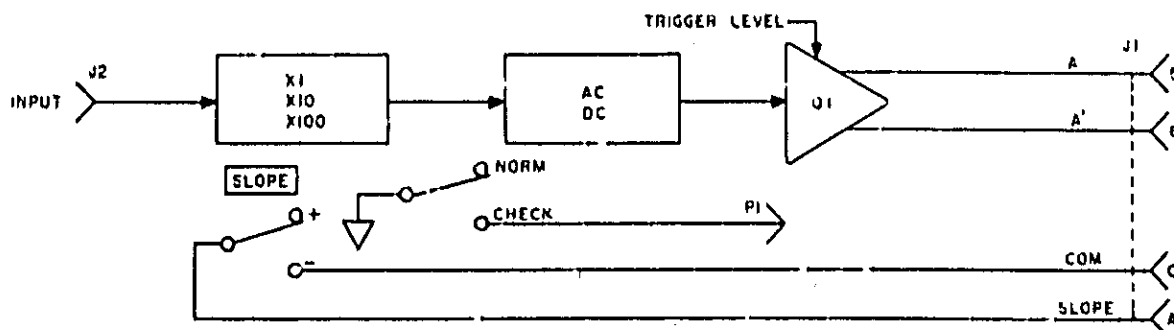 TRIGGER LEVEL
J1
J2
A
INPUT
X1
X10
X100
AC
DC
Q1
A'
SLOPE
NORM
+
CHECK
P1
-
COM
SLOPE